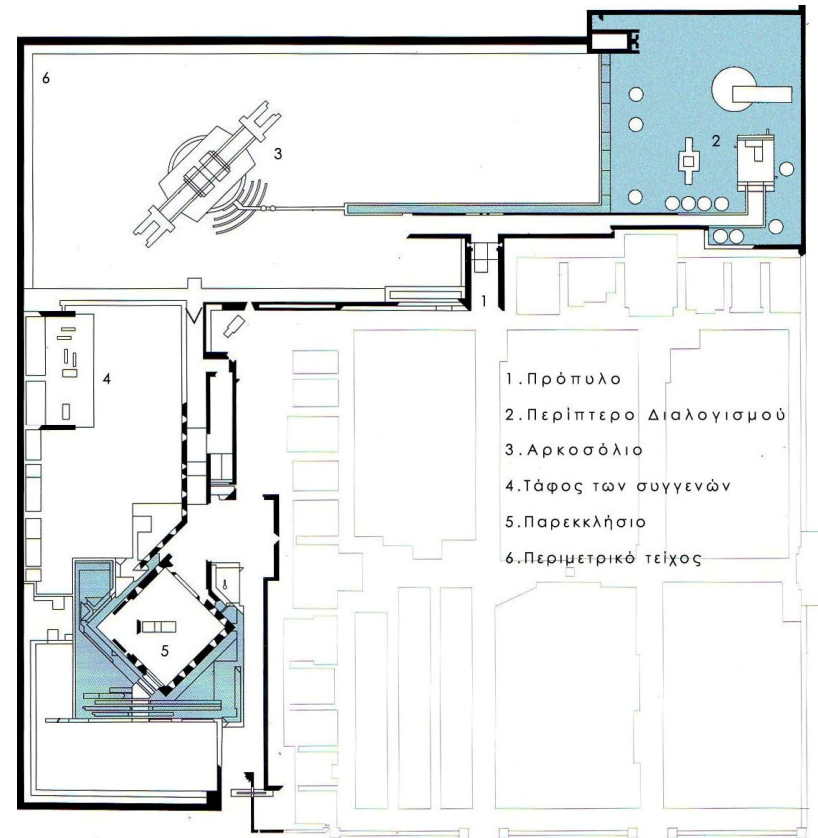 6
2
3
1
4
1.Πρόπυλο
2.Περίπτερο Διαλογισμού
3.Αρκοσόλιο
4.Τάφος των συγγενών
5.Παρεκκλήσιο
6.Περιμετρικό τείχος
5